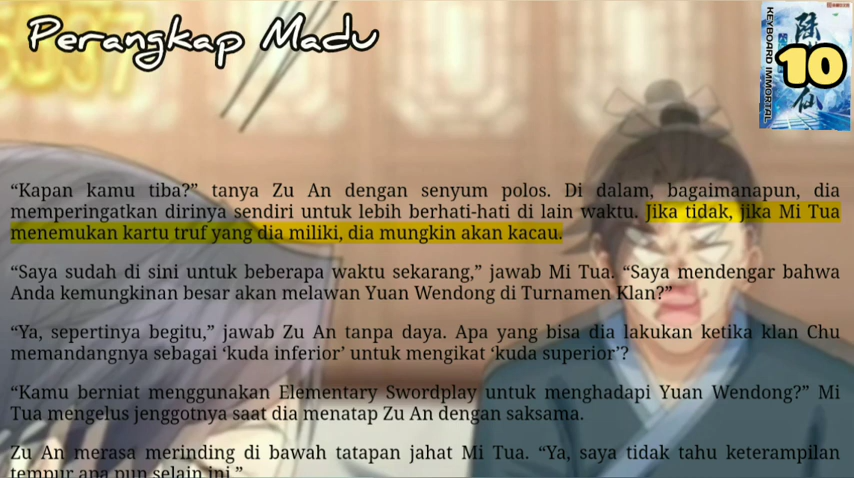 Perangkap Madu
KEYBOARD IMMORTAL
10
“Kapan kamu tiba?” tanya Zu An dengan senyum polos. Di dalam, bagaimanapun, dia
memperingatkan dirinya sendiri untuk lebih berhati-hati di lain waktu. Jika tidak, jika Mi Tua
menemukan kartu truf yang dia miliki, dia mungkin akan kacau.
“Saya sudah di sini untuk beberapa waktu sekarang,” jawab Mi Tua. “Saya mendengar bahwa
Anda kemungkinan besar akan melawan Yuan Wendong di Turnamen Klan?”
“Ya, sepertinya begitu,” jawab Zu An tanpa daya. Apa yang bisa dia lakukan ketika klan Chu
memandangnya sebagai ‘kuda inferior’ untuk mengikat ‘kuda superior’?
“Kamu berniat menggunakan Elementary Swordplay untuk menghadapi Yuan Wendong?” Mi
Tua mengelus jenggotnya saat dia menatap Zu An dengan saksama.
Zu An merasa merinding di bawah tatapan jahat Mi Tua. “Ya, saya tidak tahu keterampilan
tempur apa pun selain ini.”